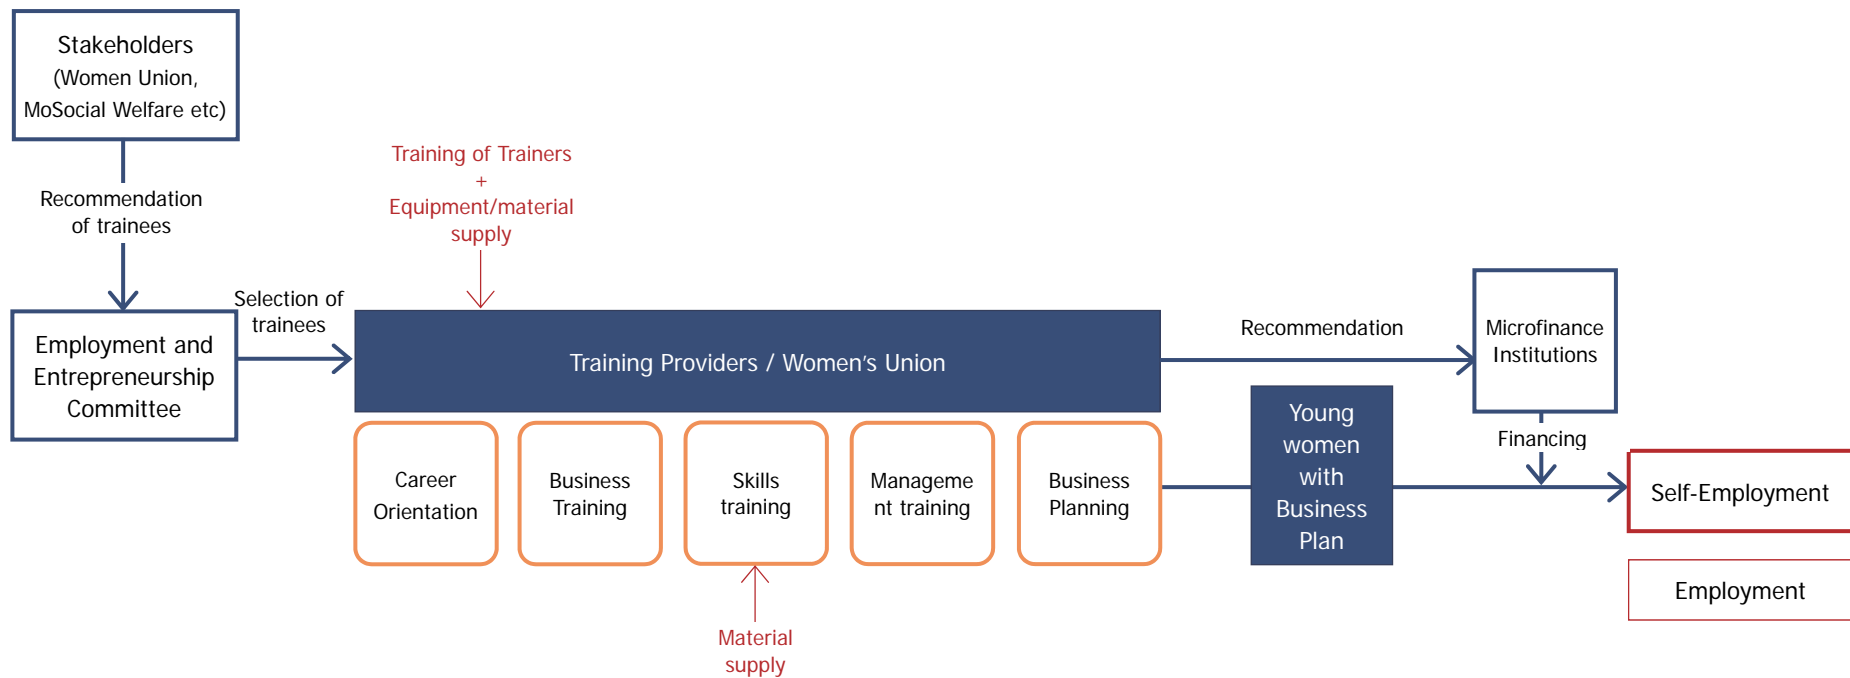 Stakeholders
(Women Union,
MoSocial Welfare etc)
Recommendation
of trainees
Employment and
Entrepreneurship
Committee
Selection of
trainees
Training of Trainers
+
Equipment/material
supply
Training Providers / Women's Union
Career
Orientation
Business
Training
Skills
training
Manageme
nt training
Business
Planning
Material
supply
Recommendation
Microfinance
Institutions
Young
women
with
Business
Plan
Financing
Self-Employment
Employment